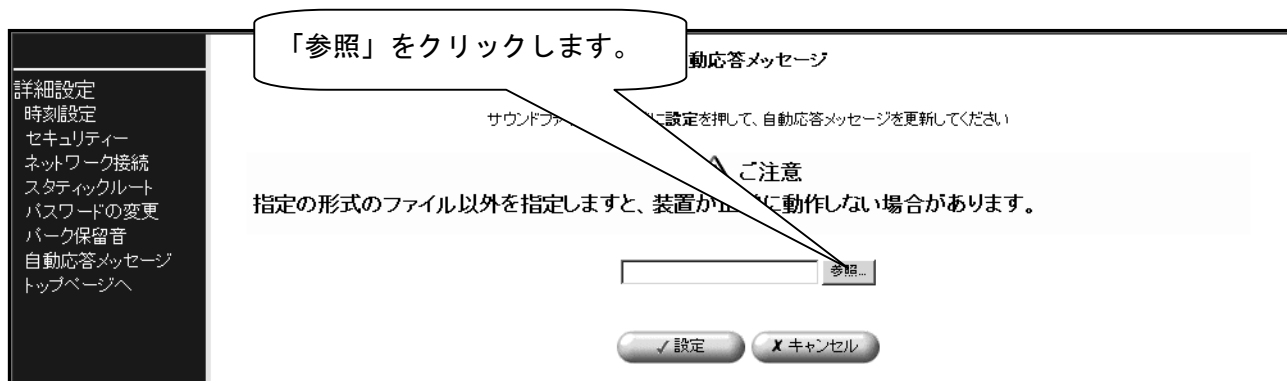 「参照」をクリックします。
動応答メッセージ
詳細設定
時刻設定
セキュリティー
ネットワーク接続
スタティックルート
パスワードの変更
パーク保留音
自動応答メッセージ
トップページへ
サウンドファ に設定を押して、自動応答メッセージを更新してください
ご注意
指定の形式のファイル以外を指定しますと、装置が正 に動作しない場合があります。
参照...
✓設定
✗キャンセル